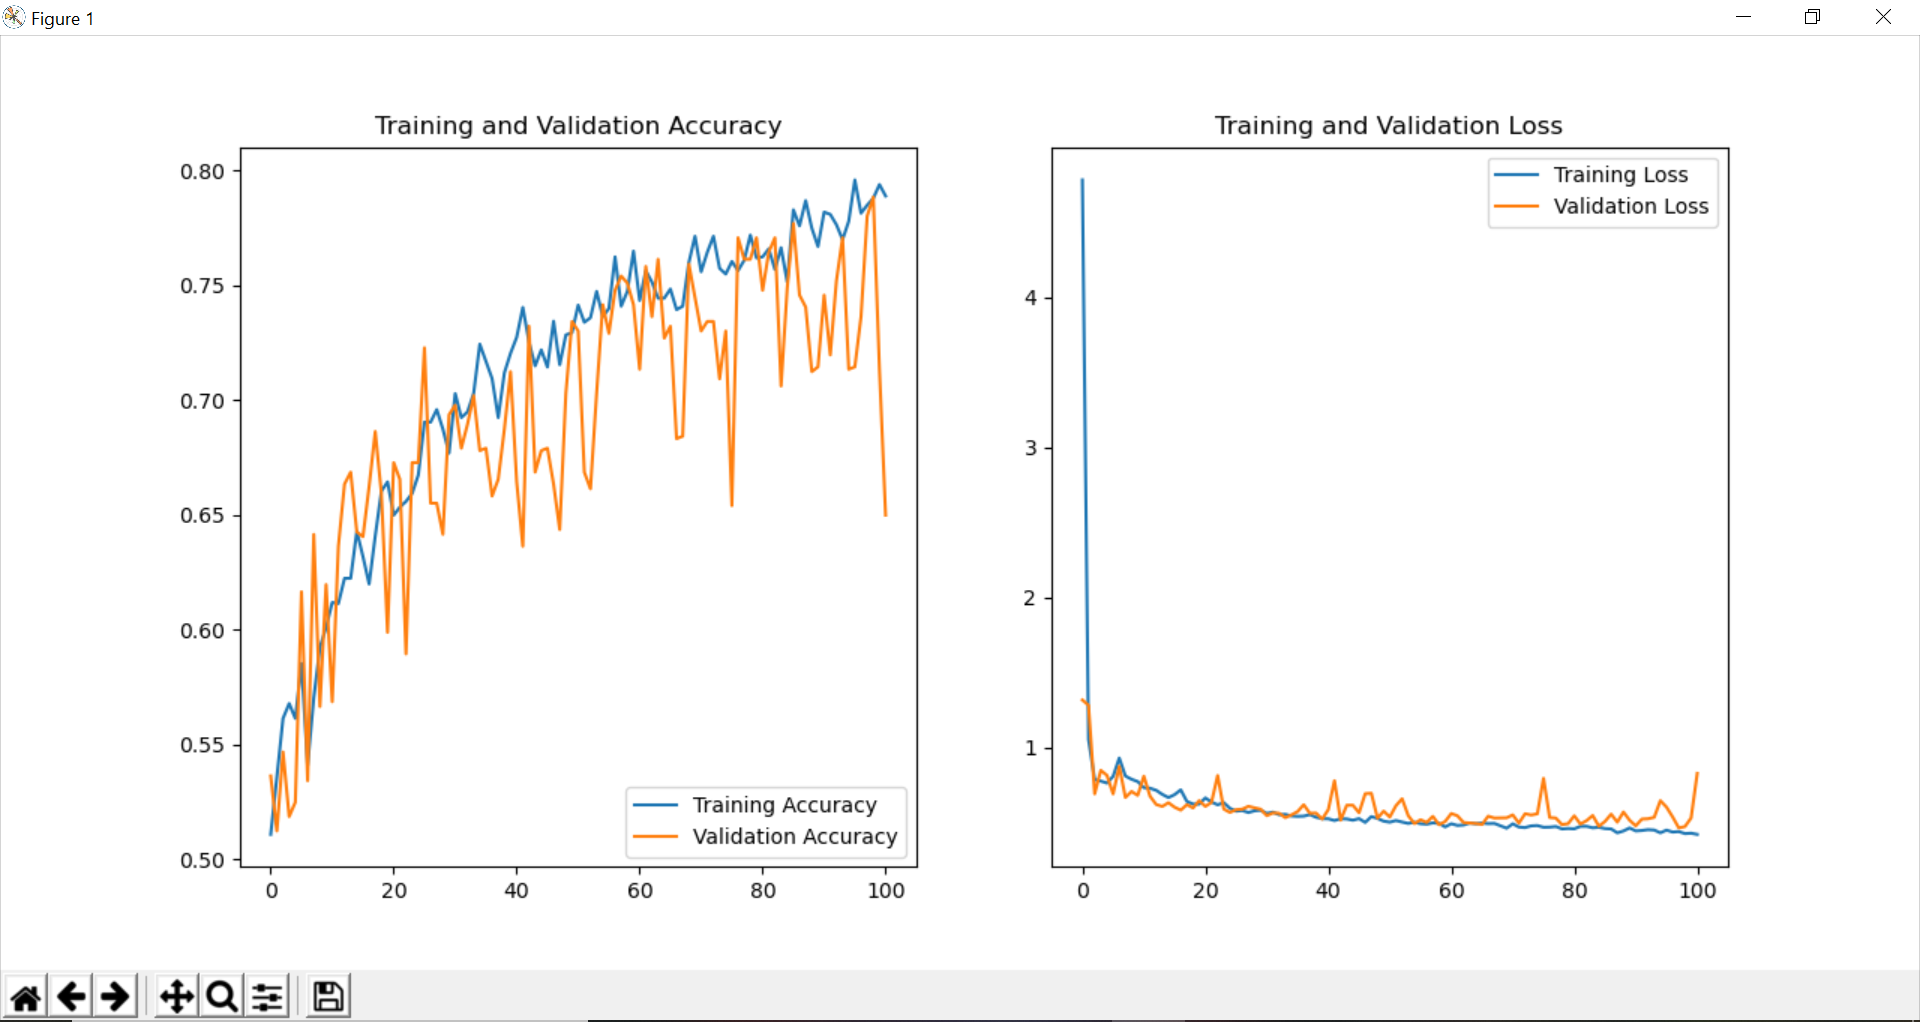 Figure 1
Training and Validation Accuracy
0.80
0.75
0.70
0.65
0.60
0.55
0.50
0 20 40 60 80 100
Training Accuracy
Validation Accuracy
Training and Validation Loss
4
3
2
1
0 20 40 60 80 100
Training Loss
Validation Loss